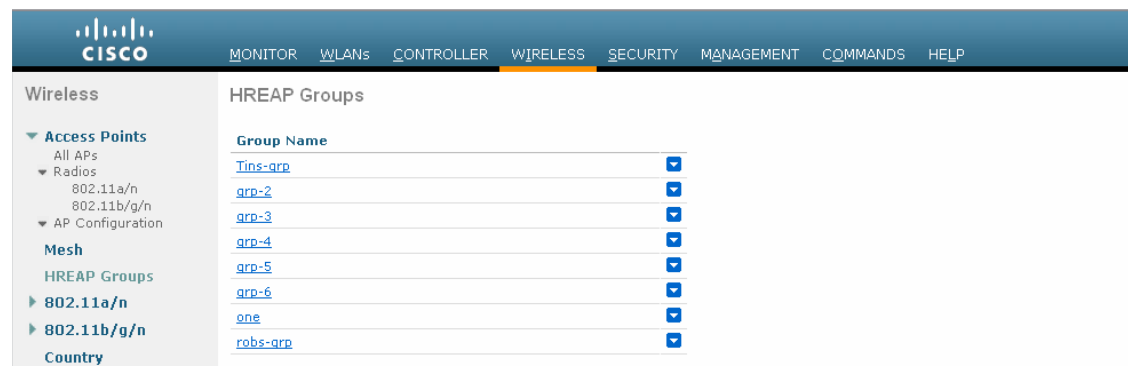 CISCO
MONITOR WLANs CONTROLLER WIRELESS SECURITY MANAGEMENT COMMANDS HELP
Wireless
Access Points
All APs
Radios
802.11a/n
802.11b/g/n
AP Configuration
Mesh
HREAP Groups
802.11a/n
802.11b/g/n
Country
HREAP Groups
Group Name
Tins-grp
grp-2
grp-3
grp-4
grp-5
grp-6
one
robs-grp